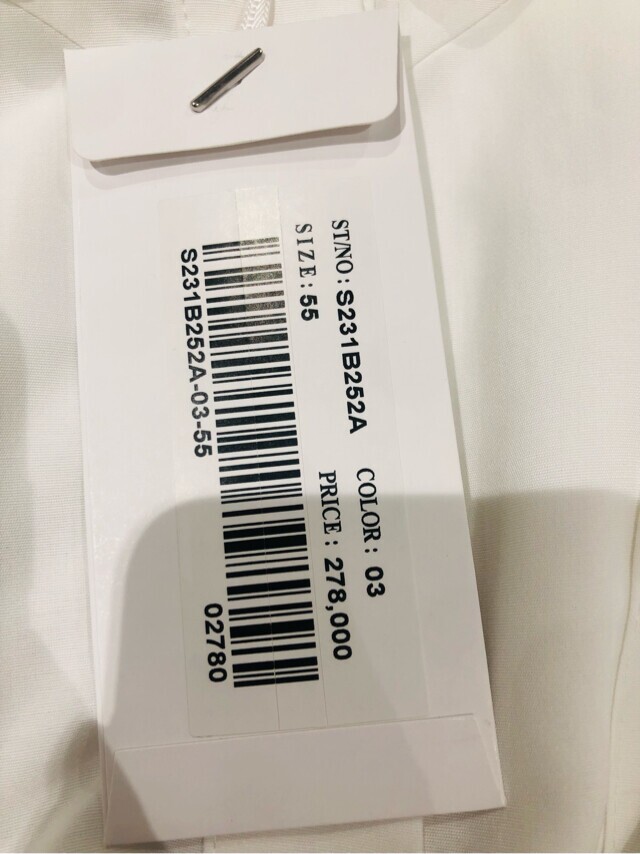 ST/NO: S231B252A COLOR: 03
SIZE: 55 PRICE: 278,000
S231B252A-03-55 02780